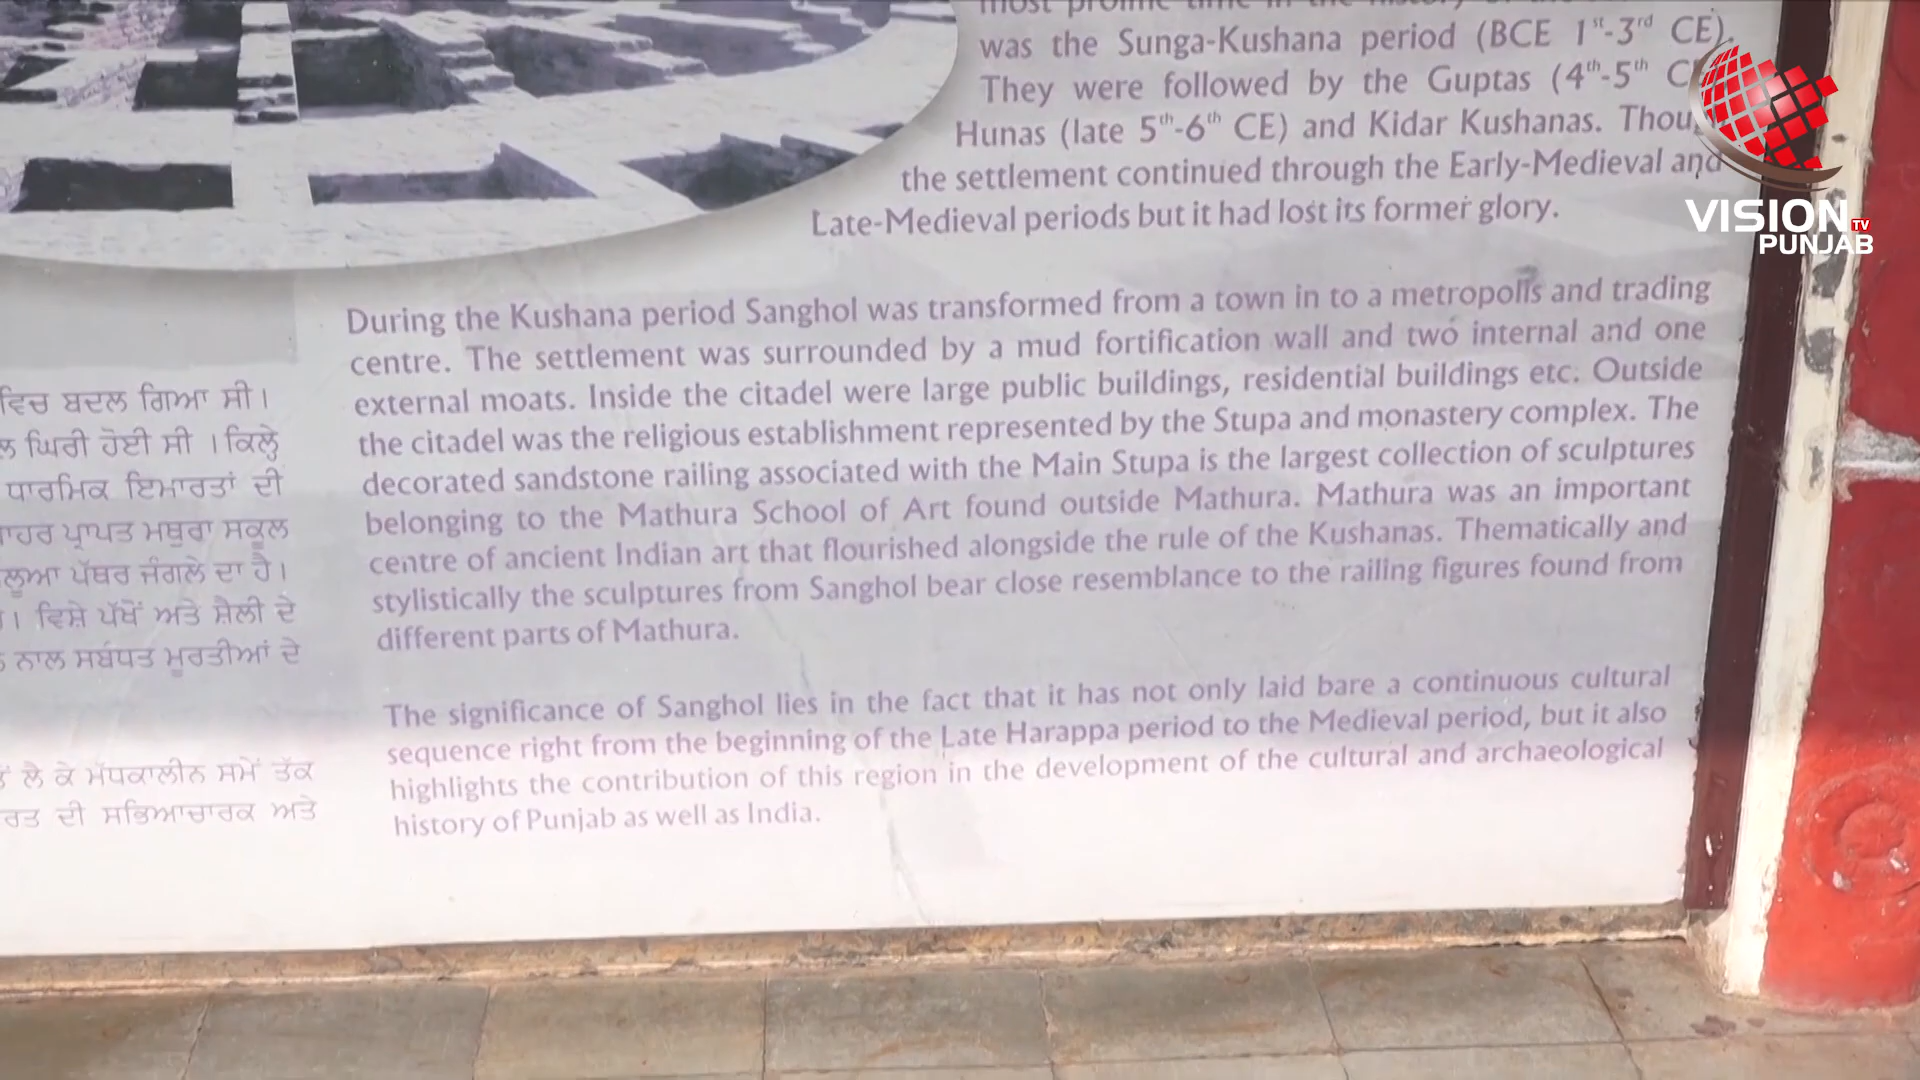 was the Sunga-Kushana period (BCE 1st-3rd CE).
They were followed by the Guptas (4th-5th
Hunas (late 5th-6th CE) and Kidar Kushanas.
the settlement continued through the Early-Medieval and
Late-Medieval periods but it had lost its former glory.
During the Kushana period Sanghol was transformed from a town in to a metropolis and trading
centre. The settlement was surrounded by a mud fortification wall and two internal and one
external moats. Inside the citadel were large public buildings, residential buildings etc. Outside
the citadel was the religious establishment represented by the Stupa and monastery complex. The
decorated sandstone railing associated with the Main Stupa is the largest collection of sculptures
belonging to the Mathura School of Art found outside Mathura. Mathura was an important
centre of ancient Indian art that flourished alongside the rule of the Kushanas. Thematically and
stylistically the sculptures from Sanghol bear close resemblance to the railing figures found from
different parts of Mathura.
The significance of Sanghol lies in the fact that it has not only laid bare a continuous cultural
sequence right from the beginning of the Late Harappa period to the Medieval period, but it also
highlights the contribution of this region in the development of the cultural and archaeological
history of Punjab as well as India.
ਵਿਚ ਬਦਲ ਗਿਆ ਸੀ।
ਘਿਰੀ ਹੋਈ ਸੀ । ਕਿਲ੍ਹੇ
ਧਾਰਮਿਕ ਇਮਾਰਤਾਂ ਦੀ
ਪ੍ਰਾਪਤ ਮਥੁਰਾ ਸਕੂਲ
ਪੱਥਰ ਜੰਗਲੇ ਦਾ ਹੈ।
ਵਿਸ਼ੇ ਪੱਖੋਂ ਅਤੇ ਸ਼ੈਲੀ ਦੇ
ਨਾਲ ਸਬੰਧਤ ਮੂਰਤੀਆਂ ਦੇ
ਲੈ ਕੇ ਮੱਧਕਾਲੀਨ ਸਮੇਂ ਤੱਕ
ਦੀ ਸਭਿਆਚਾਰਕ ਅਤੇ
VISION TV
PUNJAB